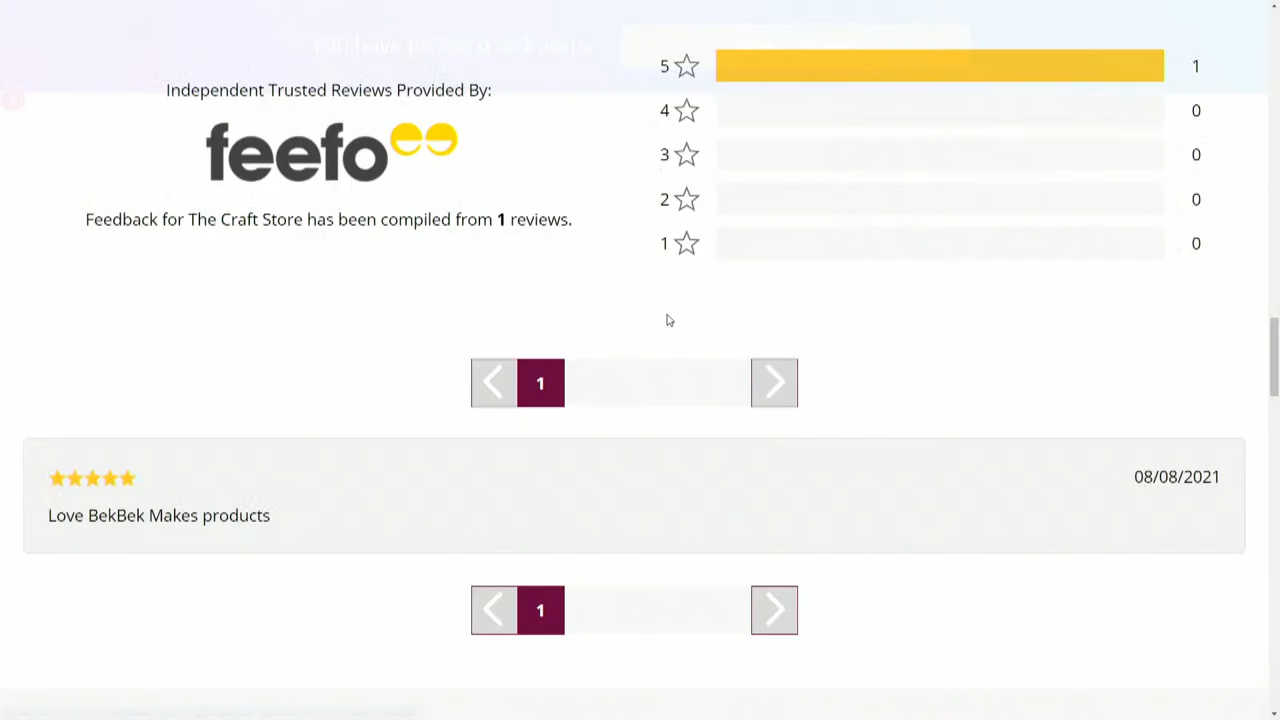 Independent Trusted Reviews Provided By:
feefo
Feedback for The Craft Store has been compiled from 1 reviews.
5 1
4 0
3 0
2 0
1 0
1
08/08/2021
Love BekBek Makes products
1